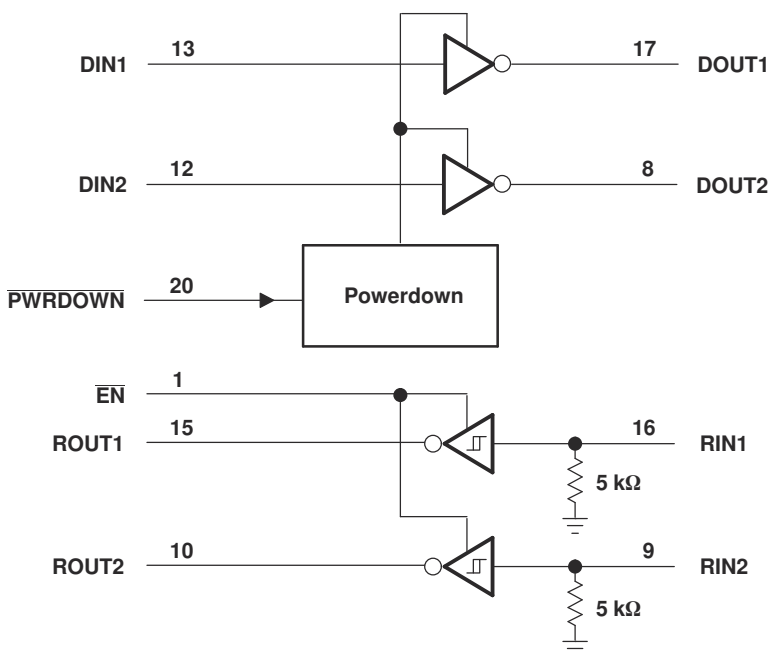 DIN1 13 17 DOUT1
DIN2 12 8 DOUT2
PWRDOWN 20 Powerdown
EN 1
ROUT1 15 16 RIN1
5 kΩ
ROUT2 10 9 RIN2
5 kΩ